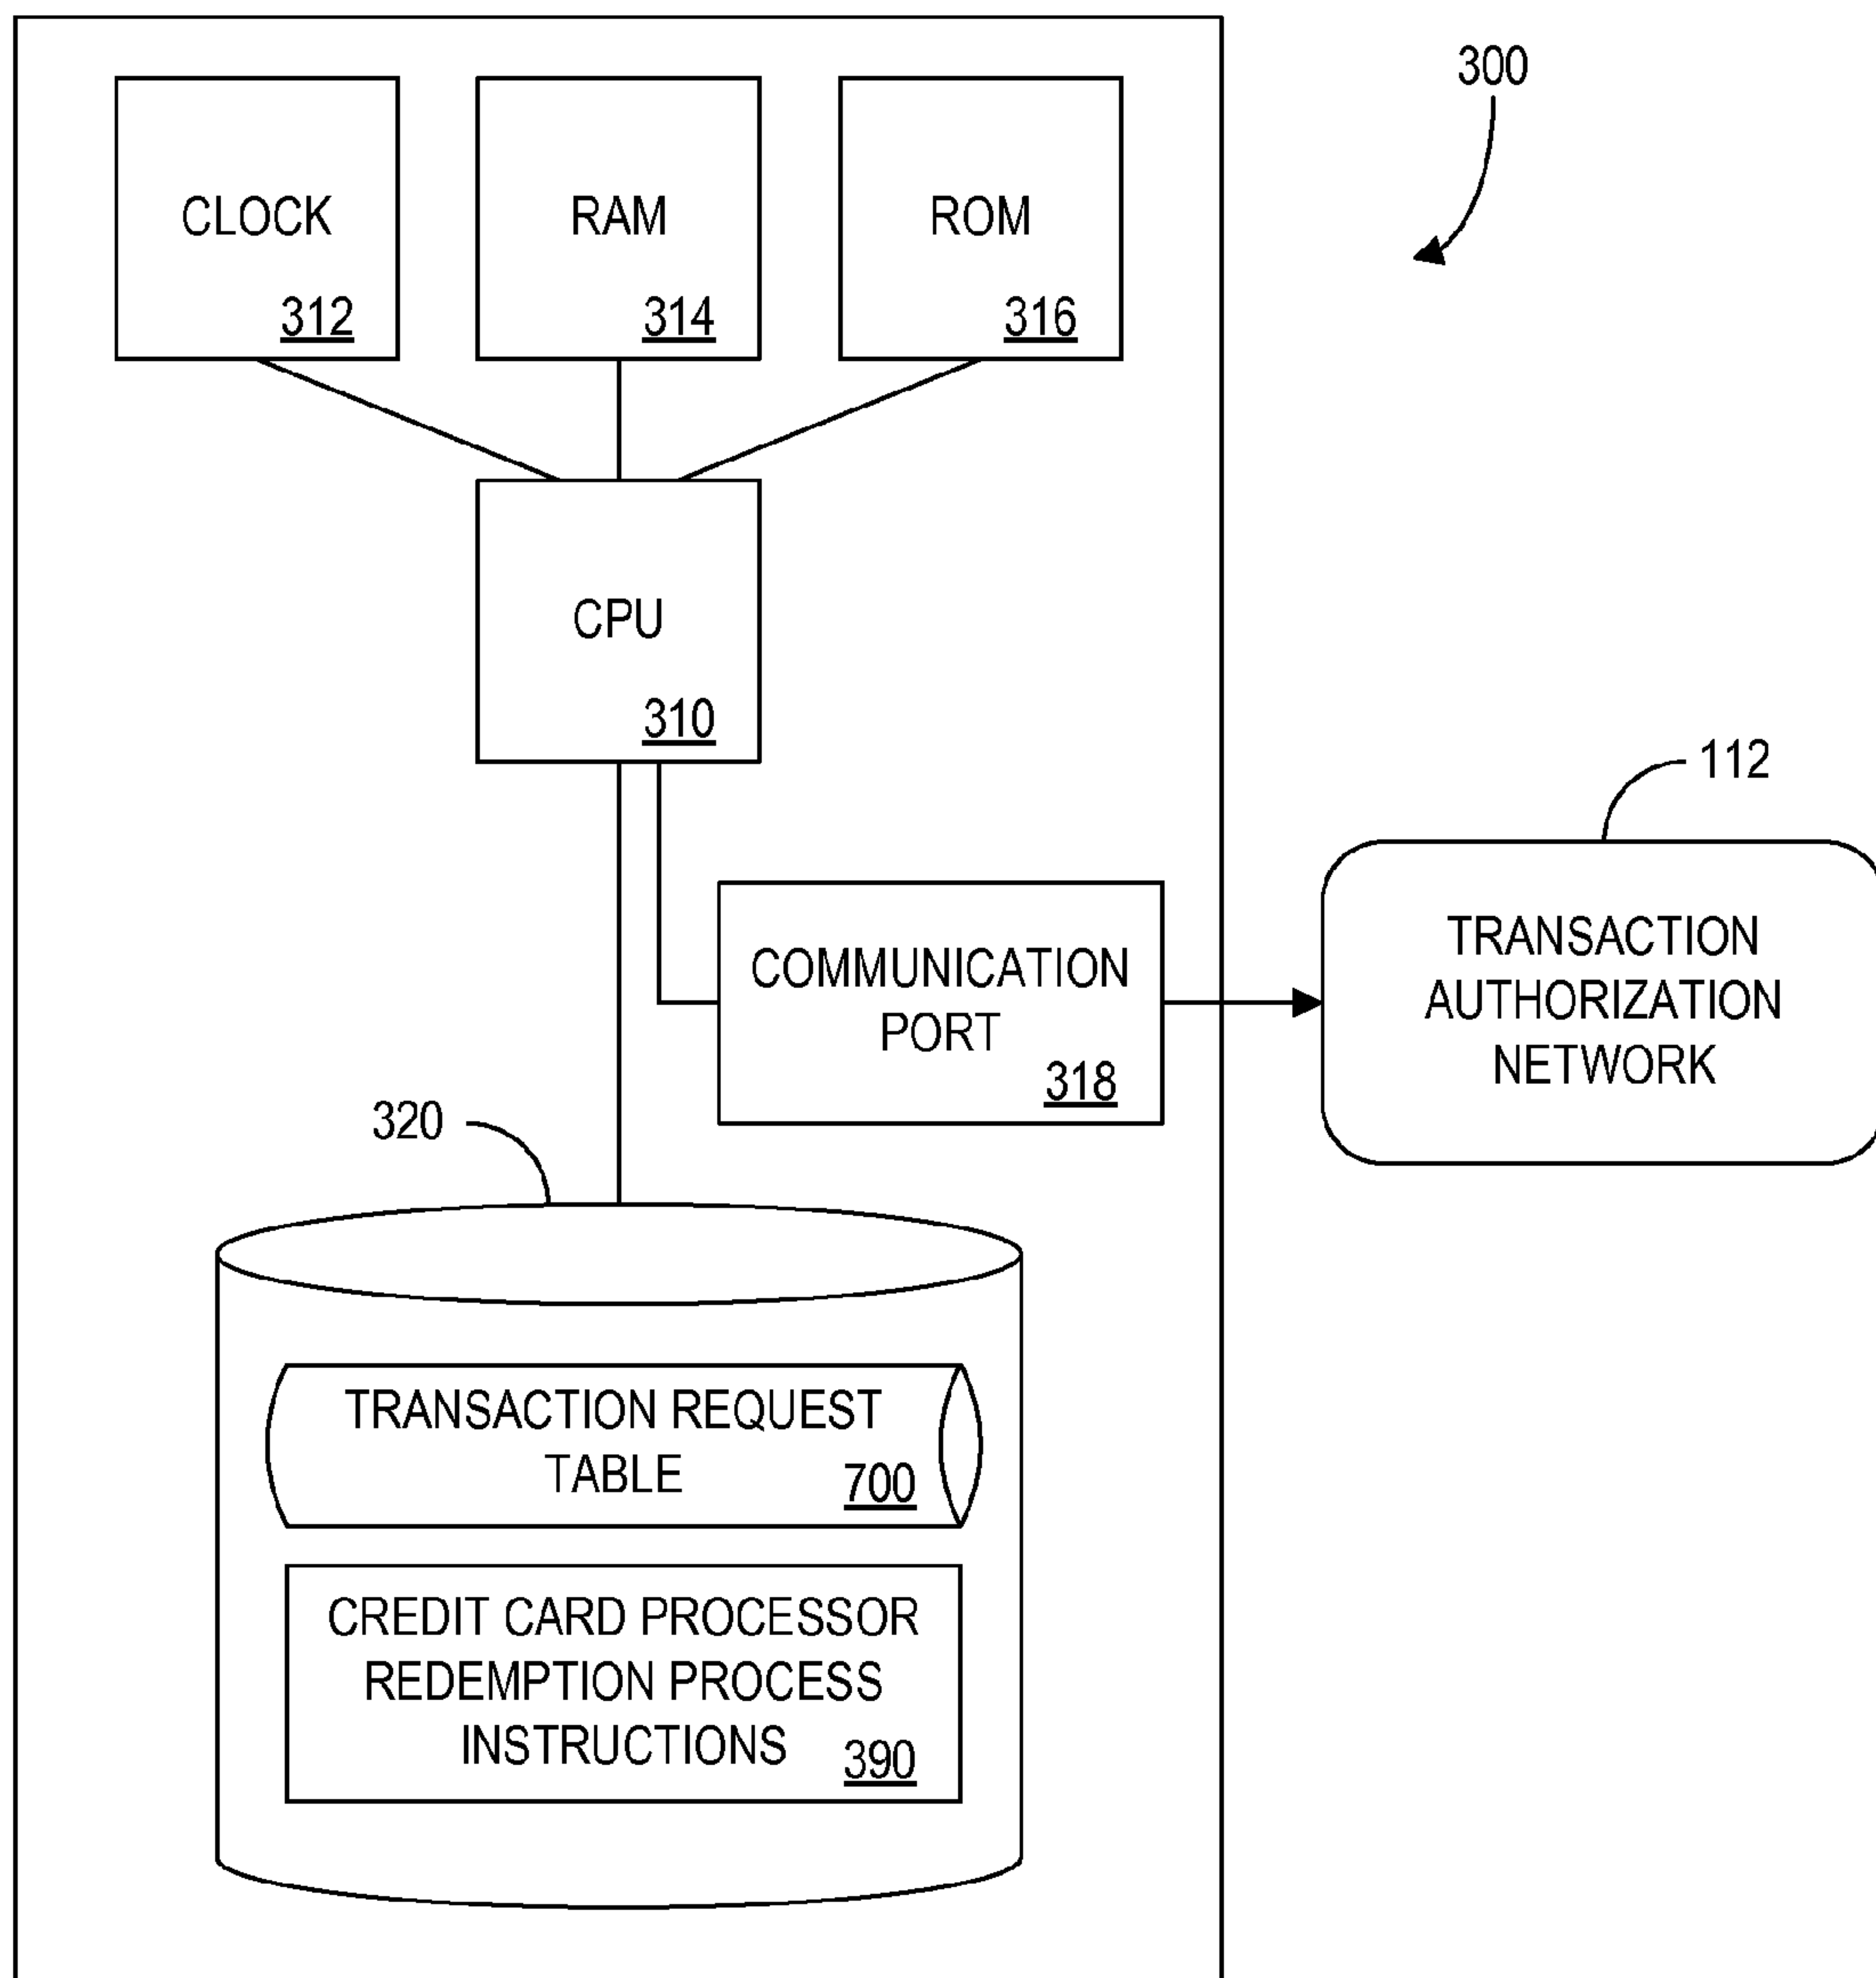 300
CLOCK
312
RAM
314
ROM
316
CPU
310
112
TRANSACTION
AUTHORIZATION
NETWORK
COMMUNICATION
PORT
318
320
TRANSACTION REQUEST
TABLE
700
CREDIT CARD PROCESSOR
REDEMPTION PROCESS
INSTRUCTIONS
390